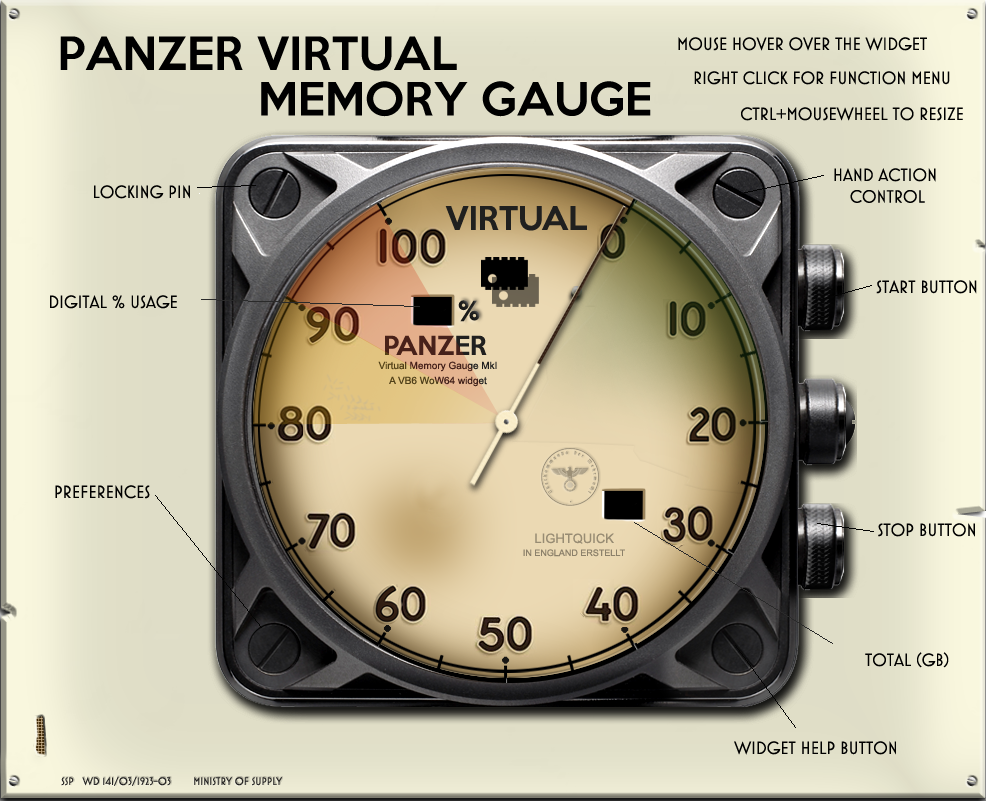 PANZER VIRTUAL
MEMORY GAUGE
MOUSE HOVER OVER THE WIDGET
RIGHT CLICK FOR FUNCTION MENU
CTRL+MOUSEWHEEL TO RESIZE
LOCKING PIN
HAND ACTION
CONTROL
VIRTUAL
100
0
START BUTTON
DIGITAL % USAGE
%
90
10
PANZER
Virtual Memory Gauge MkI
A VB6 WoW64 widget
80
20
PREFERENCES
70
30
STOP BUTTON
LIGHTQUICK
IN ENGLAND ERSTELLT
60
40
50
TOTAL (GB)
WIDGET HELP BUTTON
SSP WD 141/03/1923-03 MINISTRY OF SUPPLY